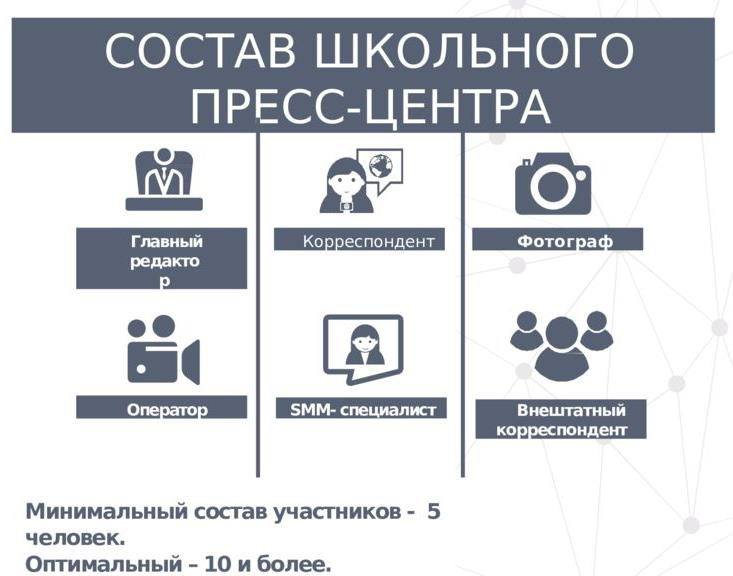 СОСТАВ ШКОЛЬНОГО
ПРЕСС-ЦЕНТРА
Главный
редакто
р
Корреспондент
Фотограф
Оператор
SMM- специалист
Внештатный
корреспондент
Минимальный состав участников - 5
человек.
Оптимальный – 10 и более.